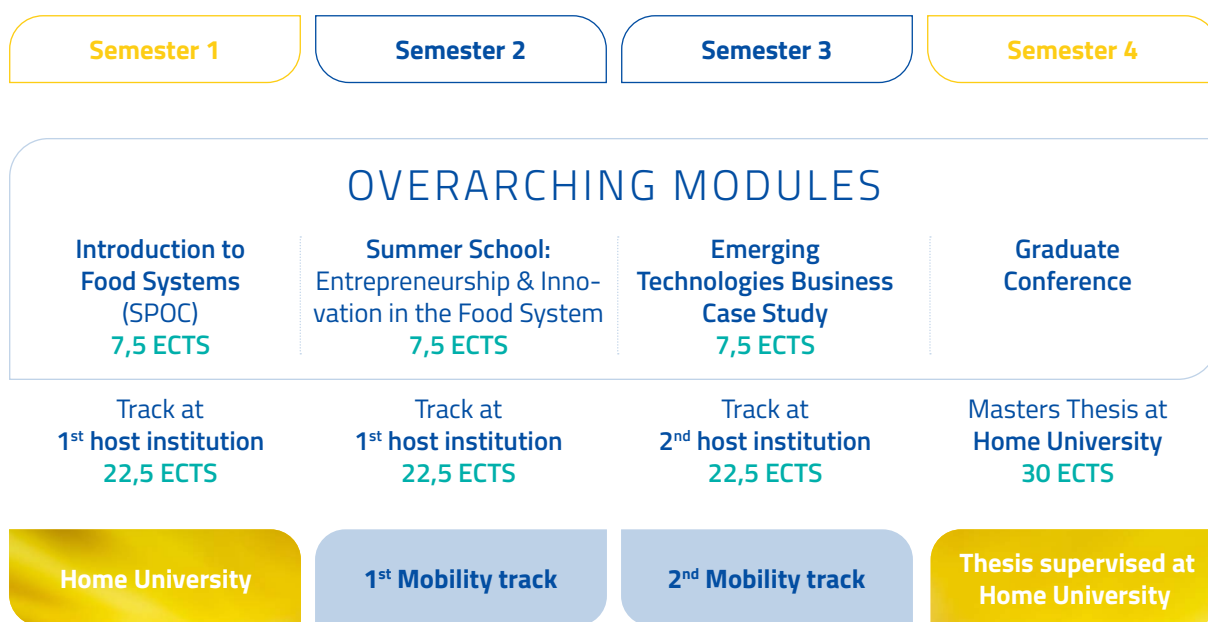 Semester 1
Semester 2
Semester 3
Semester 4
OVERARCHING MODULES
Introduction to
Food Systems
(SPOC)
7,5 ECTS
Summer School:
Entrepreneurship & Inno-
vation in the Food System
7,5 ECTS
Emerging
Technologies Business
Case Study
7,5 ECTS
Graduate
Conference
Track at
1st host institution
22,5 ECTS
Track at
1st host institution
22,5 ECTS
Track at
2nd host institution
22,5 ECTS
Masters Thesis at
Home University
30 ECTS
Home University
1st Mobility track
2nd Mobility track
Thesis supervised at
Home University